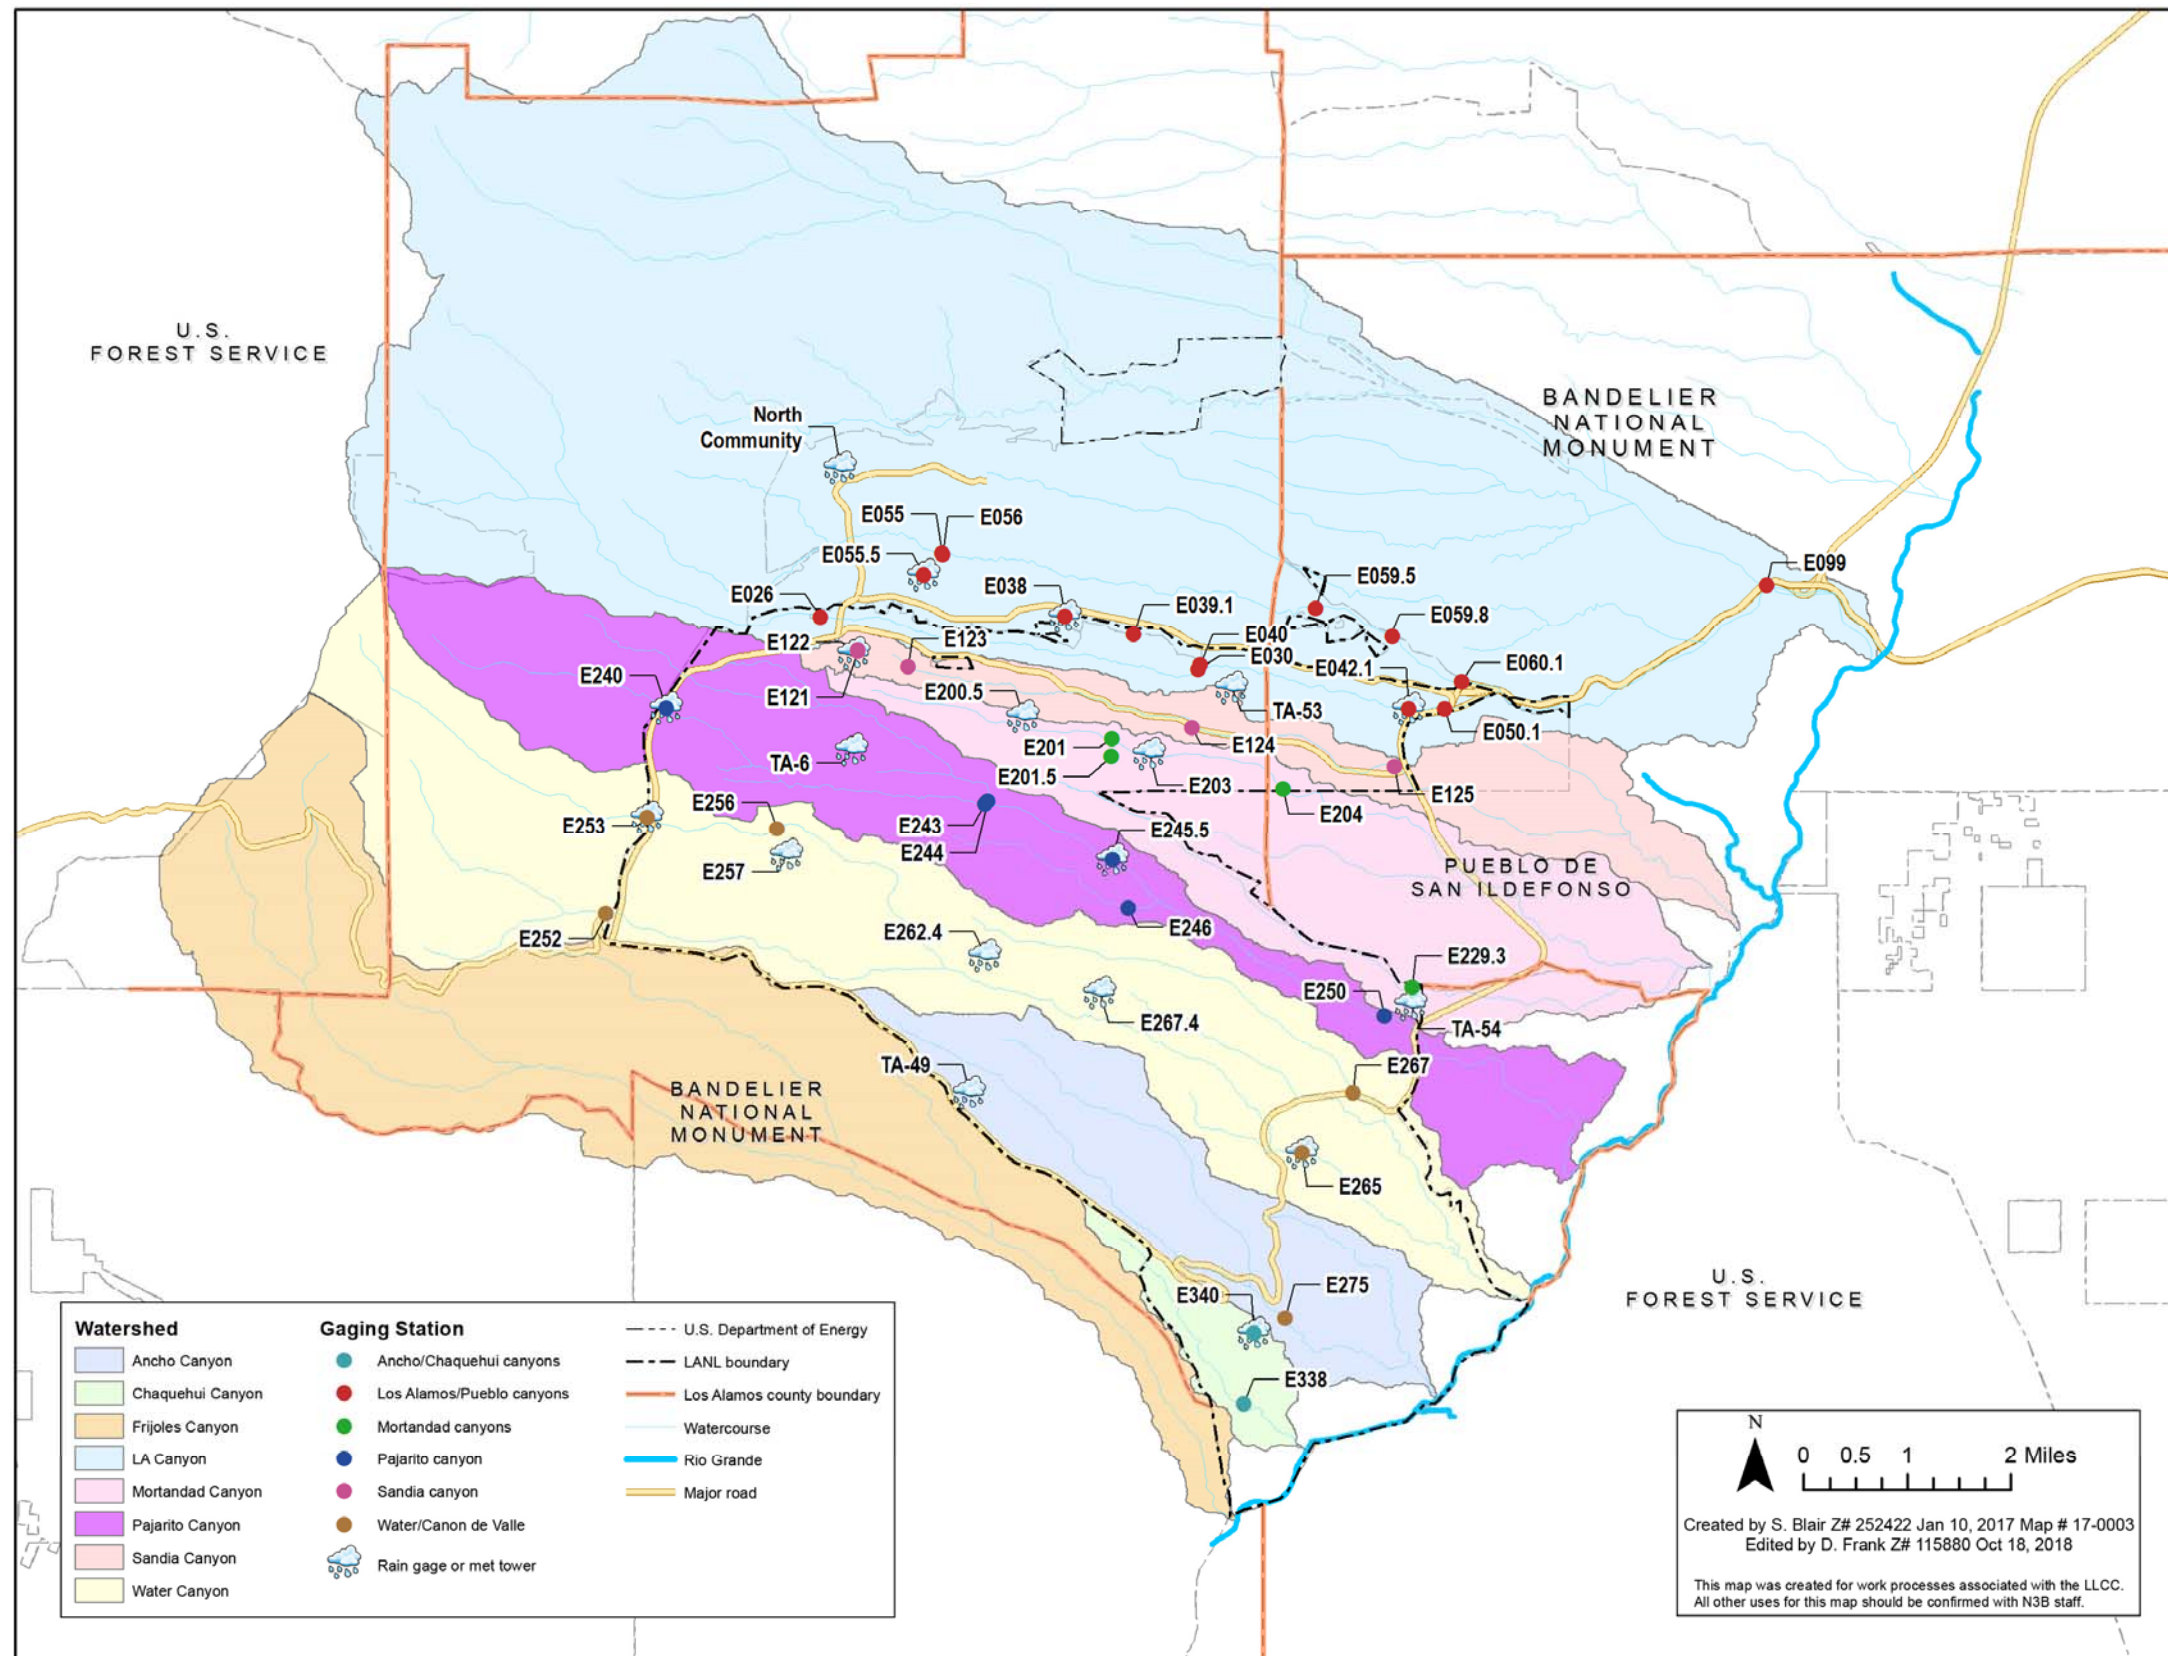 U.S.
FOREST SERVICE
BANDELIER
NATIONAL
MONUMENT
North
Community
E055
E056
E055.5
E099
E026
E038
E059.5
E039.1
E059.8
E122
E123
E040
E030
E042.1
E060.1
E240
E121
E200.5
TA-53
E050.1
E201
E124
TA-6
E201.5
E203
E125
E256
E204
E253
E243
E245.5
E244
E257
PUEBLO DE
SAN ILDEFONSO
E252
E262.4
E246
E229.3
E250
E267.4
TA-54
TA-49
E267
BANDELIER
NATIONAL
MONUMENT
E265
E275
E340
U.S.
FOREST SERVICE
E338
Watershed
Ancho Canyon
Chaquehui Canyon
Frijoles Canyon
LA Canyon
Mortandad Canyon
Pajarito Canyon
Sandia Canyon
Water Canyon
Gaging Station
Ancho/Chaquehui canyons
Los Alamos/Pueblo canyons
Mortandad canyons
Pajarito canyon
Sandia canyon
Water/Canon de Valle
Rain gage or met tower
U.S. Department of Energy
LANL boundary
Los Alamos county boundary
Watercourse
Rio Grande
Major road
N
0 0.5 1 2 Miles
Created by S. Blair Z# 252422 Jan 10, 2017 Map # 17-0003
Edited by D. Frank Z# 115880 Oct 18, 2018
This map was created for work processes associated with the LLCC.
All other uses for this map should be confirmed with N3B staff.